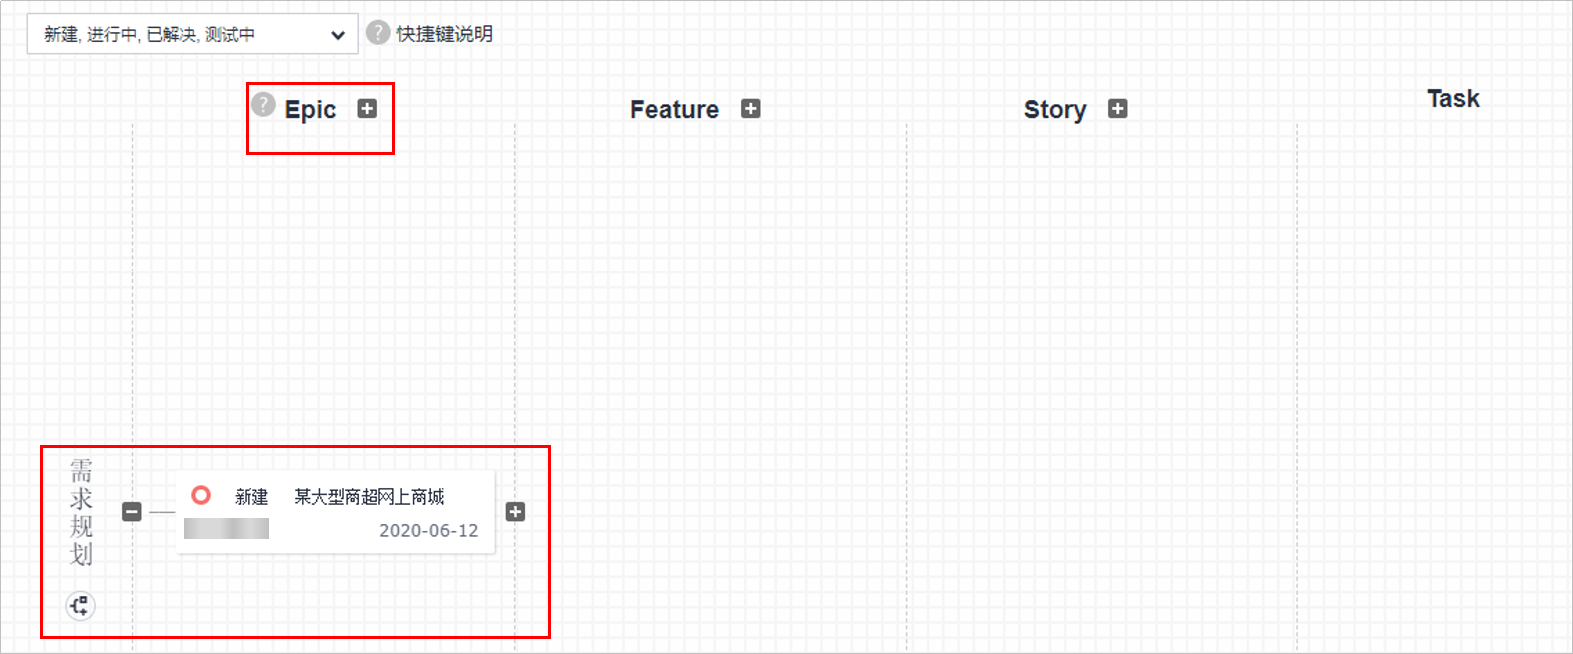 新建, 进行中, 已解决, 测试中
? 快捷键说明
? Epic
Feature
Story
Task
需求规划
新建 某大型商超网上商城
2020-06-12